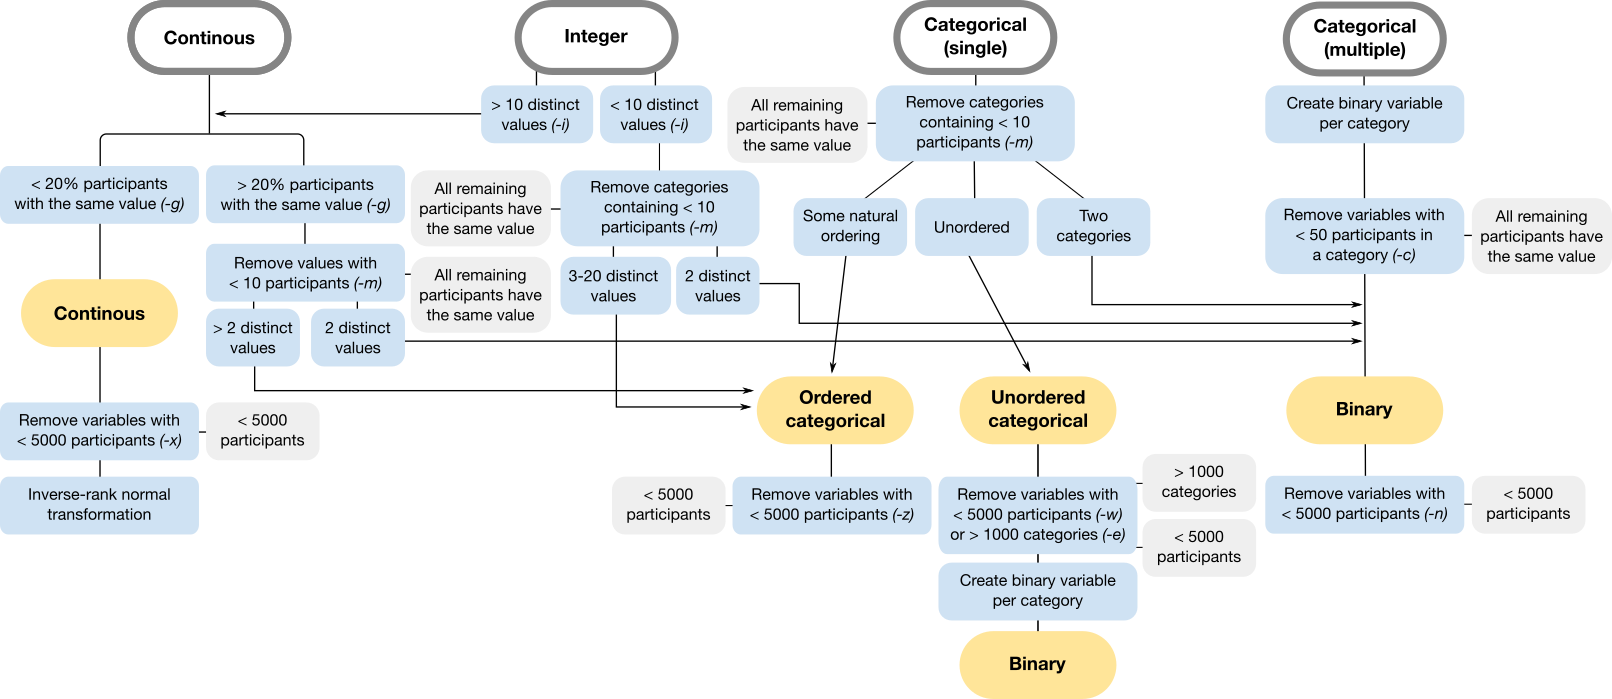 Continous
Integer
Categorical
(single)
Categorical
(multiple)
> 10 distinct
values (-i)
< 10 distinct
values (-i)
All remaining
participants have
the same value
Remove categories
containing < 10
participants (-m)
Create binary variable
per category
< 20% participants
with the same value (-g)
> 20% participants
with the same value (-g)
All remaining
participants have
the same value
Remove categories
containing < 10
participants (-m)
Some natural
ordering
Unordered
Two
categories
Remove variables with
< 50 participants in
a category (-c)
All remaining
participants have
the same value
Remove values with
< 10 participants (-m)
All remaining
participants have
the same value
3-20 distinct
values
2 distinct
values
Continous
> 2 distinct
values
2 distinct
values
Ordered
categorical
Unordered
categorical
Binary
Remove variables with
< 5000 participants (-x)
< 5000
participants
Inverse-rank normal
transformation
< 5000
participants
Remove variables with
< 5000 participants (-z)
Remove variables with
< 5000 participants (-w)
or > 1000 categories (-e)
> 1000
categories
< 5000
participants
Remove variables with
< 5000 participants (-n)
< 5000
participants
Create binary variable
per category
Binary